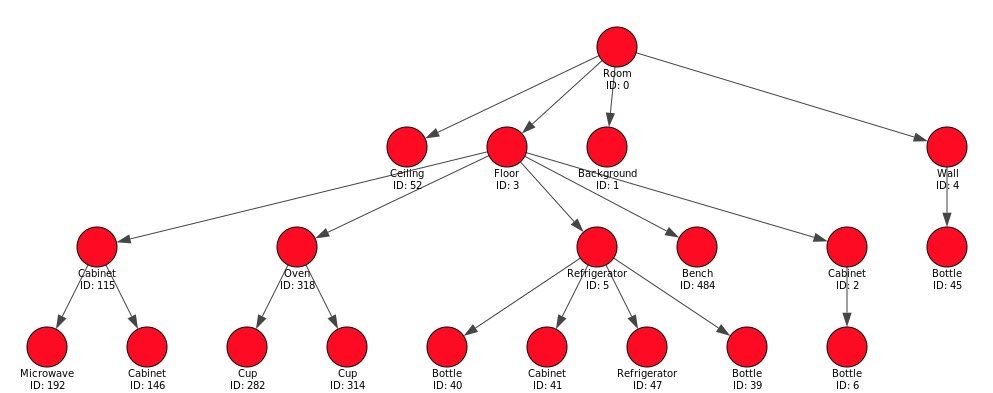 Room
ID: 0
Ceiling
ID: 52
Floor
ID: 3
Background
ID: 1
Wall
ID: 4
Cabinet
ID: 115
Oven
ID: 318
Refrigerator
ID: 5
Bench
ID: 484
Cabinet
ID: 2
Bottle
ID: 45
Microwave
ID: 192
Cabinet
ID: 146
Cup
ID: 282
Cup
ID: 314
Bottle
ID: 40
Cabinet
ID: 41
Refrigerator
ID: 47
Bottle
ID: 39
Bottle
ID: 6